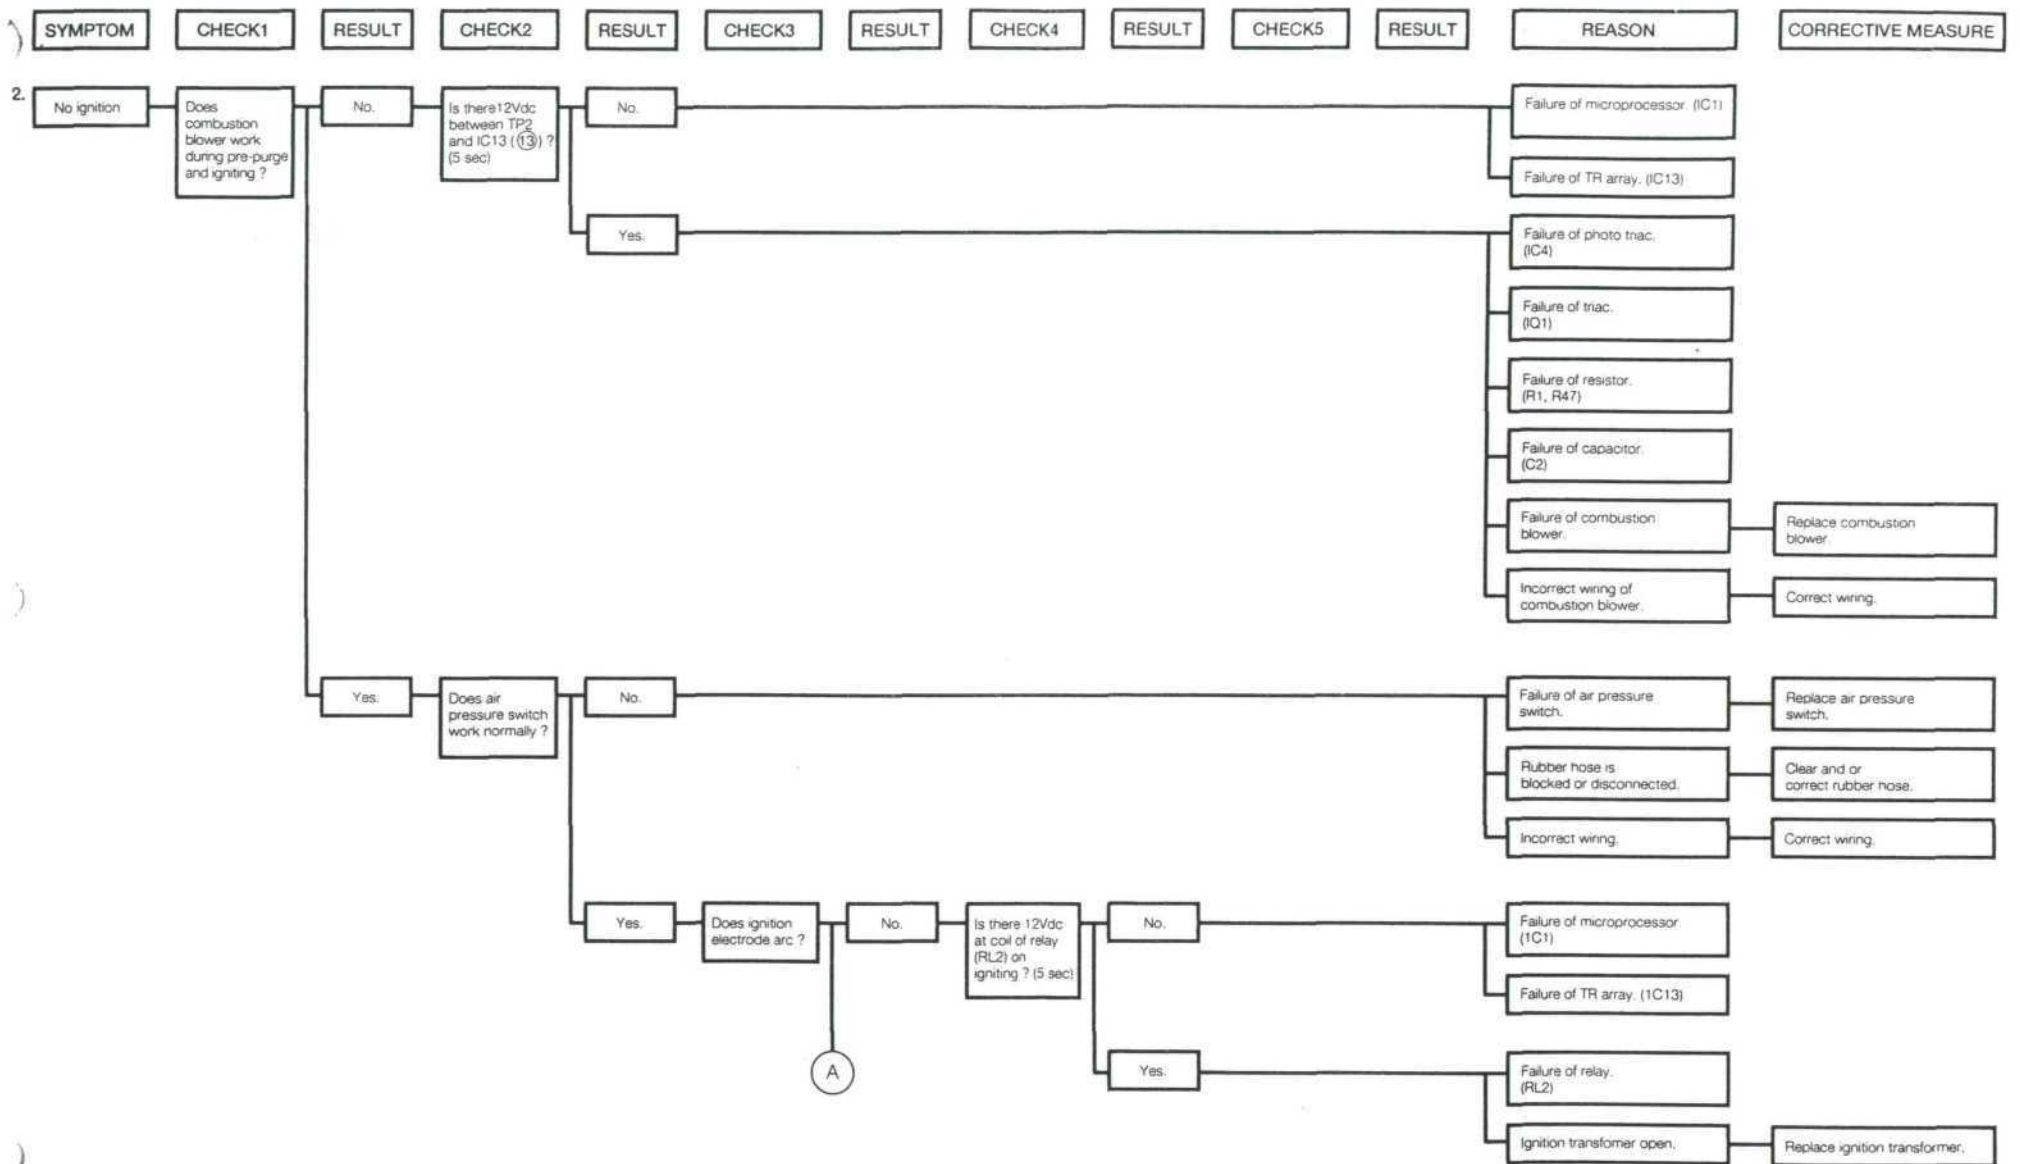 SYMPTOM CHECK1 RESULT CHECK2 RESULT CHECK3 RESULT CHECK4 RESULT CHECK5 RESULT REASON CORRECTIVE MEASURE
2.
No ignition
Does
combustion
blower work
during pre-purge
and igniting ?
No.
Is there12Vdc
between TP2
and IC13 (⑬) ?
(5 sec)
No.
Failure of microprocessor. (IC1)
Failure of TR array. (IC13)
Yes.
Failure of photo triac.
(IC4)
Failure of triac.
(IQ1)
Failure of resistor.
(R1, R47)
Failure of capacitor.
(C2)
Failure of combustion
blower.
Replace combustion
blower.
Incorrect wiring of
combustion blower.
Correct wiring.
Yes.
Does air
pressure switch
work normally ?
No.
Failure of air pressure
switch.
Replace air pressure
switch.
Rubber hose is
blocked or disconnected.
Clear and or
correct rubber hose.
Incorrect wiring.
Correct wiring.
Yes.
Does ignition
electrode arc ?
No.
Is there 12Vdc
at coil of relay
(RL2) on
igniting ? (5 sec)
No.
Failure of microprocessor
(1C1)
Failure of TR array. (1C13)
A
Yes.
Failure of relay.
(RL2)
Ignition transfomer open.
Replace ignition transformer.